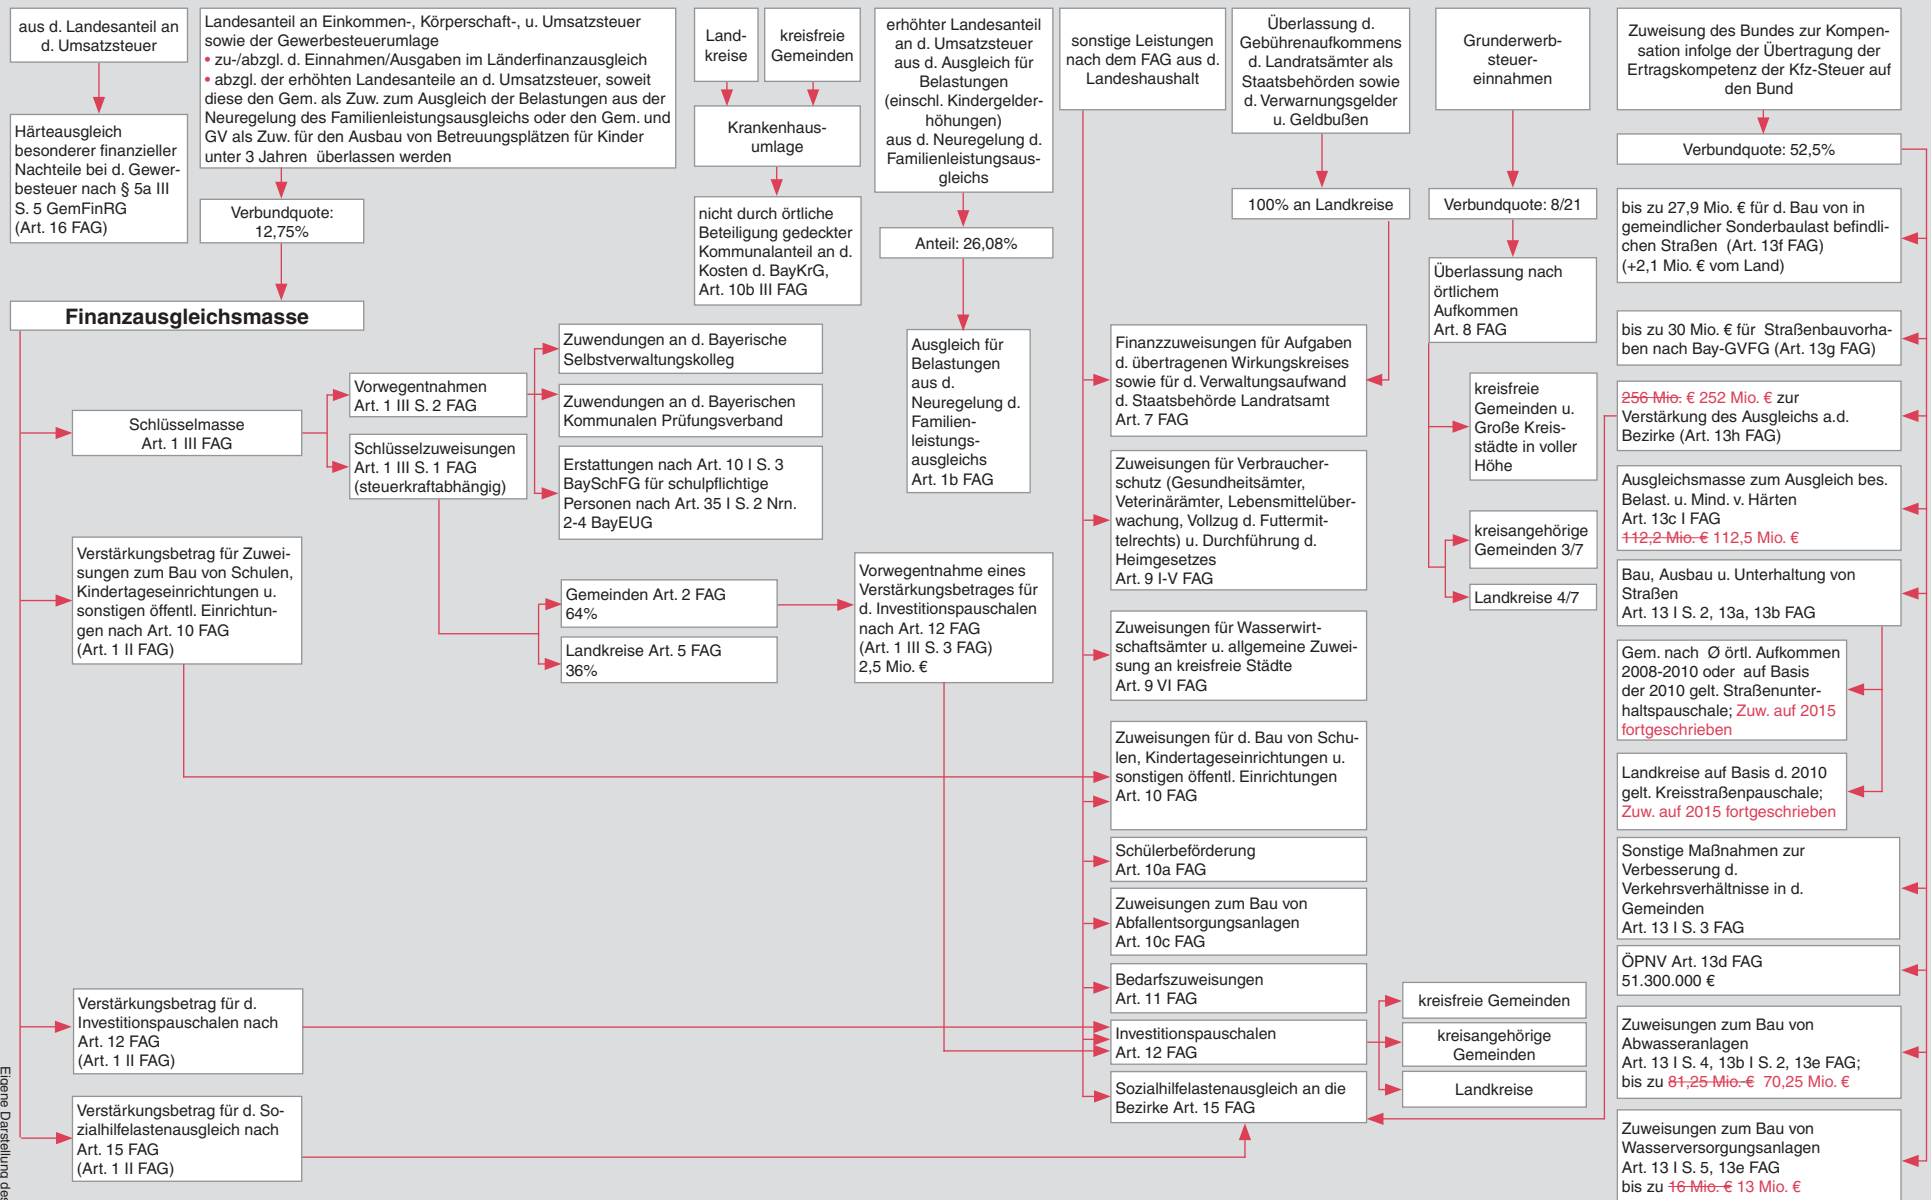 aus d. Landesanteil an
d. Umsatzsteuer
Härteausgleich
besonderer finanzieller
Nachteile bei d. Gewer-
besteuer nach § 5a III
S. 5 GemFinRG
(Art. 16 FAG)
Landesanteil an Einkommen-, Körperschaft-, u. Umsatzsteuer
sowie der Gewerbesteuerumlage
• zu-/abzgl. d. Einnahmen/Ausgaben im Länderfinanzausgleich
• abzgl. der erhöhten Landesanteile an d. Umsatzsteuer, soweit
diese den Gem. als Zuw. zum Ausgleich der Belastungen aus der
Neuregelung des Familienleistungsausgleichs oder den Gem. und
GV als Zuw. für den Ausbau von Betreuungsplätzen für Kinder
unter 3 Jahren überlassen werden
Verbundquote:
12,75%
Finanzausgleichsmasse
Land-
kreise
kreisfreie
Gemeinden
Krankenhaus-
umlage
nicht durch örtliche
Beteiligung gedeckter
Kommunalanteil an d.
Kosten d. BayKrG,
Art. 10b III FAG
erhöhter Landesanteil
an d. Umsatzsteuer
aus d. Ausgleich für
Belastungen
(einschl. Kindergelder-
höhungen)
aus d. Neuregelung d.
Familienleistungsaus-
gleichs
Anteil: 26,08%
Ausgleich für
Belastungen
aus d.
Neuregelung d.
Familien-
leistungs-
ausgleichs
Art. 1b FAG
sonstige Leistungen
nach dem FAG aus d.
Landeshaushalt
Überlassung d.
Gebührenaufkommens
d. Landratsämter als
Staatsbehörden sowie
d. Verwarnungsgelder
u. Geldbußen
100% an Landkreise
Grunderwerb-
steuer-
einnahmen
Verbundquote: 8/21
Überlassung nach
örtlichem
Aufkommen
Art. 8 FAG
kreisfreie
Gemeinden u.
Große Kreis-
städte in voller
Höhe
kreisangehörige
Gemeinden 3/7
Landkreise 4/7
Zuweisung des Bundes zur Kompen-
sation infolge der Übertragung der
Ertragskompetenz der Kfz-Steuer auf
den Bund
Verbundquote: 52,5%
bis zu 27,9 Mio. € für d. Bau von in
gemeindlicher Sonderbaulast befindli-
chen Straßen (Art. 13f FAG)
(+2,1 Mio. € vom Land)
bis zu 30 Mio. € für Straßenbauvorha-
ben nach Bay-GVFG (Art. 13g FAG)
256 Mio. € 252 Mio. € zur
Verstärkung des Ausgleichs a.d.
Bezirke (Art. 13h FAG)
Ausgleichsmasse zum Ausgleich bes.
Belast. u. Mind. v. Härten
Art. 13c I FAG
112,2 Mio. € 112,5 Mio. €
Bau, Ausbau u. Unterhaltung von
Straßen
Art. 13 I S. 2, 13a, 13b FAG
Gem. nach Ø örtl. Aufkommen
2008-2010 oder auf Basis
der 2010 gelt. Straßenunter-
haltspauschale; Zuw. auf 2015
fortgeschrieben
Landkreise auf Basis d. 2010
gelt. Kreisstraßenpauschale;
Zuw. auf 2015 fortgeschrieben
Sonstige Maßnahmen zur
Verbesserung d.
Verkehrsverhältnisse in d.
Gemeinden
Art. 13 I S. 3 FAG
ÖPNV Art. 13d FAG
51.300.000 €
Zuweisungen zum Bau von
Abwasseranlagen
Art. 13 I S. 4, 13b I S. 2, 13e FAG;
bis zu 81,25 Mio. € 70,25 Mio. €
Zuweisungen zum Bau von
Wasserversorgungsanlagen
Art. 13 I S. 5, 13e FAG
bis zu 16 Mio. € 13 Mio. €
Schlüsselmasse
Art. 1 III FAG
Vorwegentnahmen
Art. 1 III S. 2 FAG
Schlüsselzuweisungen
Art. 1 III S. 1 FAG
(steuerkraftabhängig)
Zuwendungen an d. Bayerische
Selbstverwaltungskolleg
Zuwendungen an d. Bayerischen
Kommunalen Prüfungsverband
Erstattungen nach Art. 10 I S. 3
BaySchFG für schulpflichtige
Personen nach Art. 35 I S. 2 Nrn.
2-4 BayEUG
Gemeinden Art. 2 FAG
64%
Landkreise Art. 5 FAG
36%
Vorwegentnahme eines
Verstärkungsbetrages für
d. Investitionspauschalen
nach Art. 12 FAG
(Art. 1 III S. 3 FAG)
2,5 Mio. €
Verstärkungsbetrag für Zuwei-
sungen zum Bau von Schulen,
Kindertageseinrichtungen u.
sonstigen öffentl. Einrichtun-
gen nach Art. 10 FAG
(Art. 1 II FAG)
Verstärkungsbetrag für d.
Investitionspauschalen nach
Art. 12 FAG
(Art. 1 II FAG)
Verstärkungsbetrag für d. So-
zialhilfelastenausgleich nach
Art. 15 FAG
(Art. 1 II FAG)
Finanzzuweisungen für Aufgaben
d. übertragenen Wirkungskreises
sowie für d. Verwaltungsaufwand
d. Staatsbehörde Landratsamt
Art. 7 FAG
Zuweisungen für Verbraucher-
schutz (Gesundheitsämter,
Veterinärämter, Lebensmittelüber-
wachung, Vollzug d. Futtermit-
telrechts) u. Durchführung d.
Heimgesetzes
Art. 9 I-V FAG
Zuweisungen für Wasserwirt-
schaftsämter u. allgemeine Zuwei-
sung an kreisfreie Städte
Art. 9 VI FAG
Zuweisungen für d. Bau von Schu-
len, Kindertageseinrichtungen u.
sonstigen öffentl. Einrichtungen
Art. 10 FAG
Schülerbeförderung
Art. 10a FAG
Zuweisungen zum Bau von
Abfallentsorgungsanlagen
Art. 10c FAG
Bedarfszuweisungen
Art. 11 FAG
Investitionspauschalen
Art. 12 FAG
Sozialhilfelastenausgleich an die
Bezirke Art. 15 FAG
kreisfreie Gemeinden
kreisangehörige
Gemeinden
Landkreise
Eigene Darstellung des